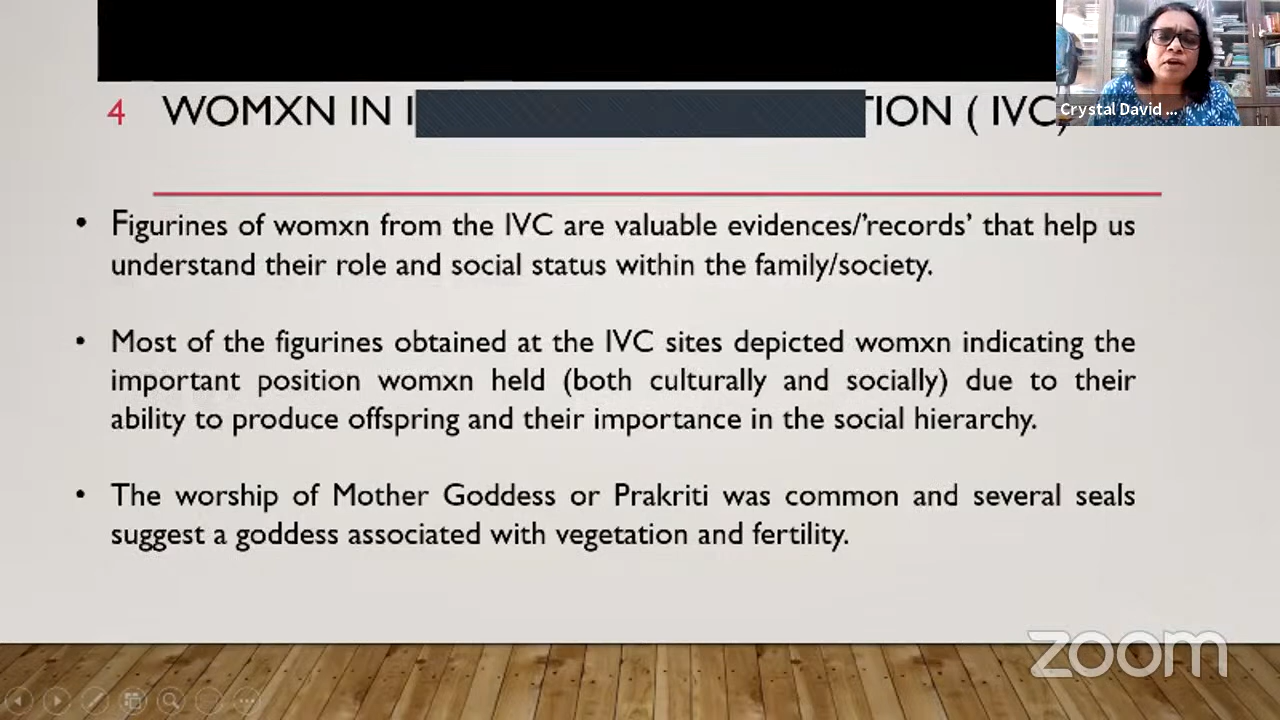 4 WOMXN IN I TION ( IVC)
Crystal David ...
• Figurines of womxn from the IVC are valuable evidences/'records' that help us
understand their role and social status within the family/society.
• Most of the figurines obtained at the IVC sites depicted womxn indicating the
important position womxn held (both culturally and socially) due to their
ability to produce offspring and their importance in the social hierarchy.
• The worship of Mother Goddess or Prakriti was common and several seals
suggest a goddess associated with vegetation and fertility.
zoom